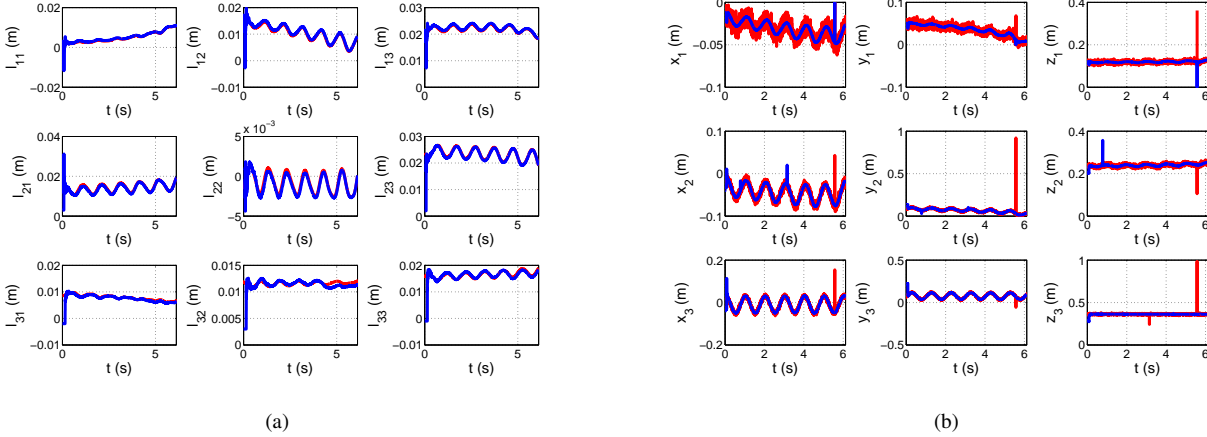 l₁₁ (m)
0.02
0
−0.02
0 5
t (s)
l₁₂ (m)
0.02
0.01
0
−0.01
0 5
t (s)
l₁₃ (m)
0.03
0.02
0.01
0
−0.01
0 5
t (s)
l₂₁ (m)
0.04
0.02
0
0 5
t (s)
x 10⁻³
l₂₂ (m)
5
0
−5
0 5
t (s)
l₂₃ (m)
0.03
0.02
0.01
0
0 5
t (s)
l₃₁ (m)
0.02
0.01
0
−0.01
0 5
t (s)
l₃₂ (m)
0.015
0.01
0.005
0
0 5
t (s)
l₃₃ (m)
0.02
0.01
0
−0.01
0 5
t (s)
(a)
x₁ (m)
0
−0.05
−0.1
0 2 4 6
t (s)
y₁ (m)
0.1
0
−0.1
0 2 4 6
t (s)
z₁ (m)
0.4
0.2
0
0 2 4 6
t (s)
x₂ (m)
0.1
0
−0.1
0 2 4 6
t (s)
y₂ (m)
1
0.5
0
0 2 4 6
t (s)
z₂ (m)
0.4
0.2
0
0 2 4 6
t (s)
x₃ (m)
0.2
0
−0.2
0 2 4 6
t (s)
y₃ (m)
0.5
0
−0.5
0 2 4 6
t (s)
z₃ (m)
1
0.5
0
0 2 4 6
t (s)
(b)